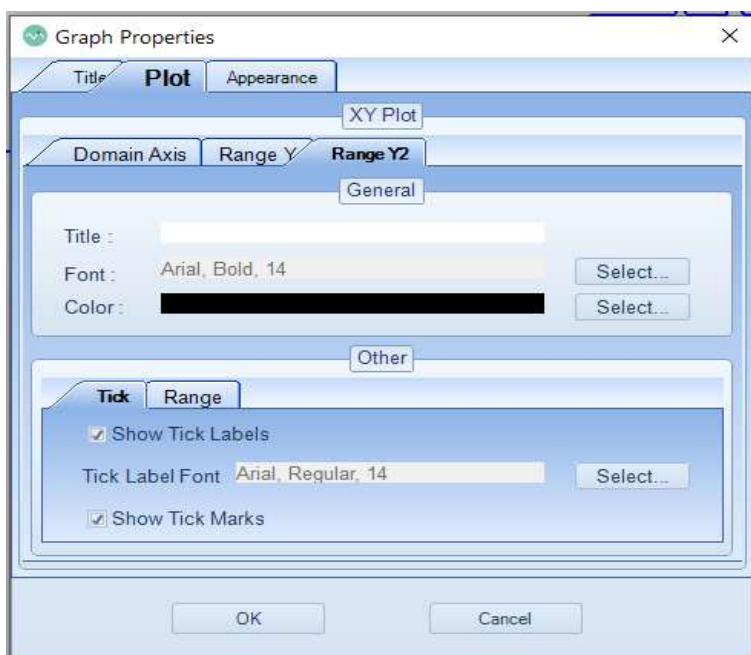 Graph Properties
Title Plot Appearance
XY Plot
Domain Axis Range Y Range Y2
General
Title :
Font : Arial, Bold, 14 Select...
Color : Select...
Other
Tick Range
Show Tick Labels
Tick Label Font Arial, Regular, 14 Select...
Show Tick Marks
OK Cancel